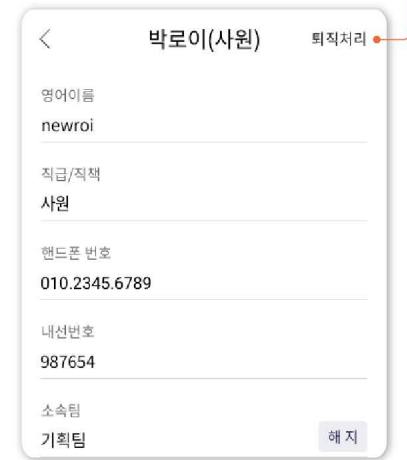 박로이(사원) 퇴직처리
영어이름
newroi
직급/직책
사원
핸드폰 번호
010.2345.6789
내선번호
987654
소속팀
기획팀 해 지